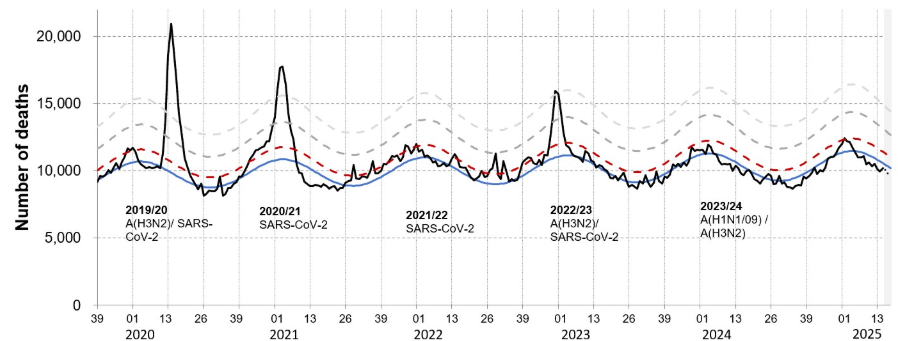 20,000
15,000
10,000
5,000
0
Number of deaths
2019/20
A(H3N2)/ SARS-
CoV-2
2020/21
SARS-CoV-2
2021/22
SARS-CoV-2
2022/23
A(H3N2)/
SARS-CoV-2
2023/24
A(H1N1/09) /
A(H3N2)
39 01 13 26 39 01 13 26 39 01 13 26 39 01 13 26 39 01 13 26 39 01 13
2020 2021 2022 2023 2024 2025